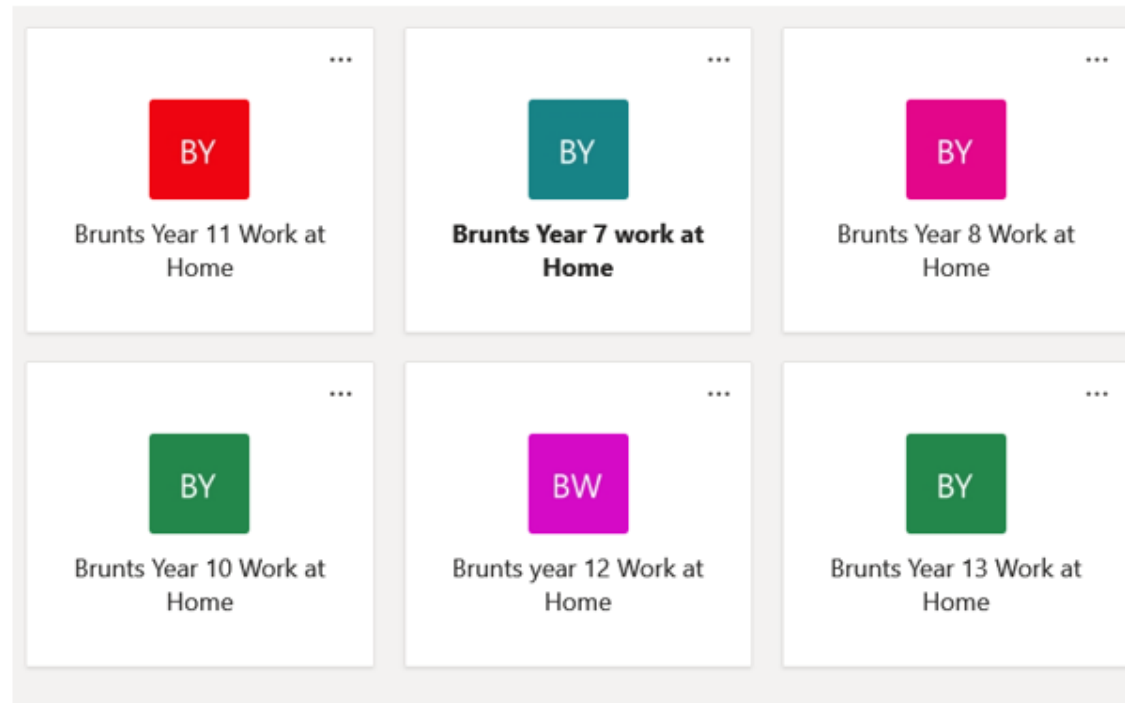 ...
...
...
BY
BY
BY
Brunts Year 11 Work at
Home
Brunts Year 7 work at
Home
Brunts Year 8 Work at
Home
...
...
...
BY
BW
BY
Brunts Year 10 Work at
Home
Brunts year 12 Work at
Home
Brunts Year 13 Work at
Home